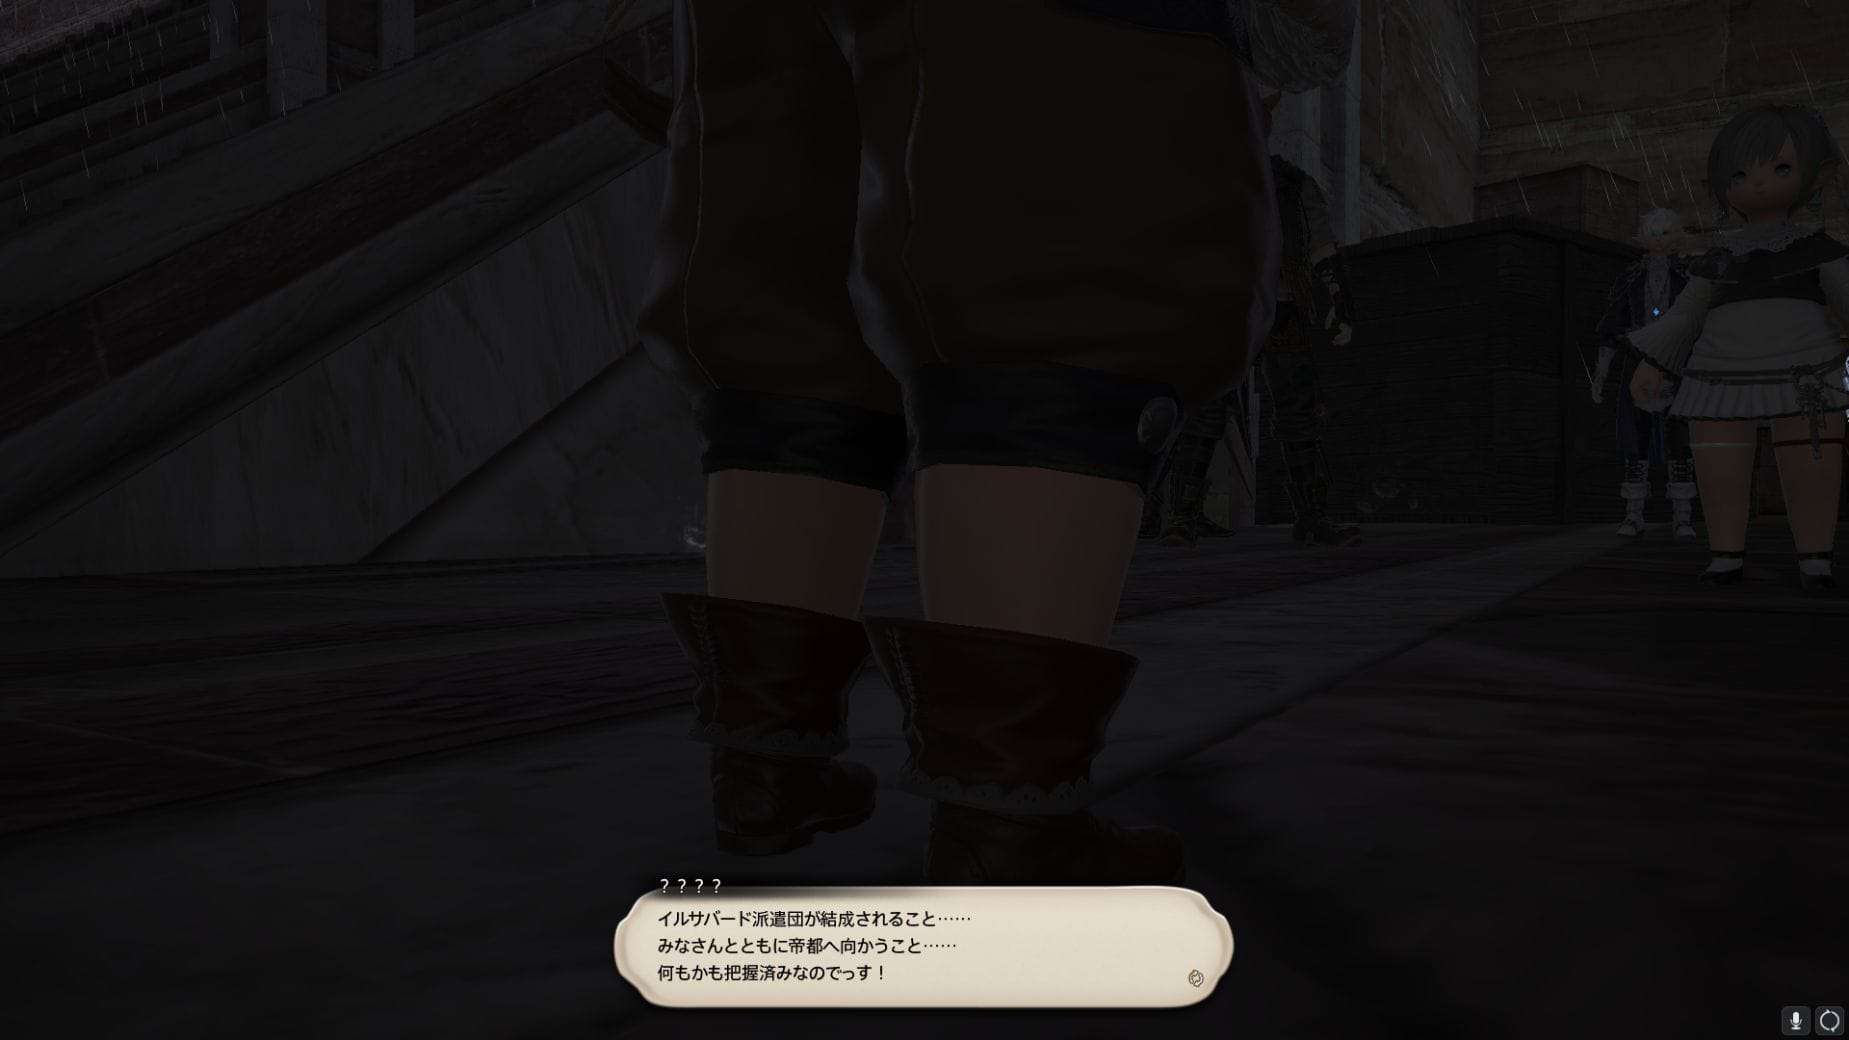 ？？？？
イルサバード派遣団が結成されること……
みなさんとともに帝都へ向かうこと……
何もかも把握済みなのでっす！